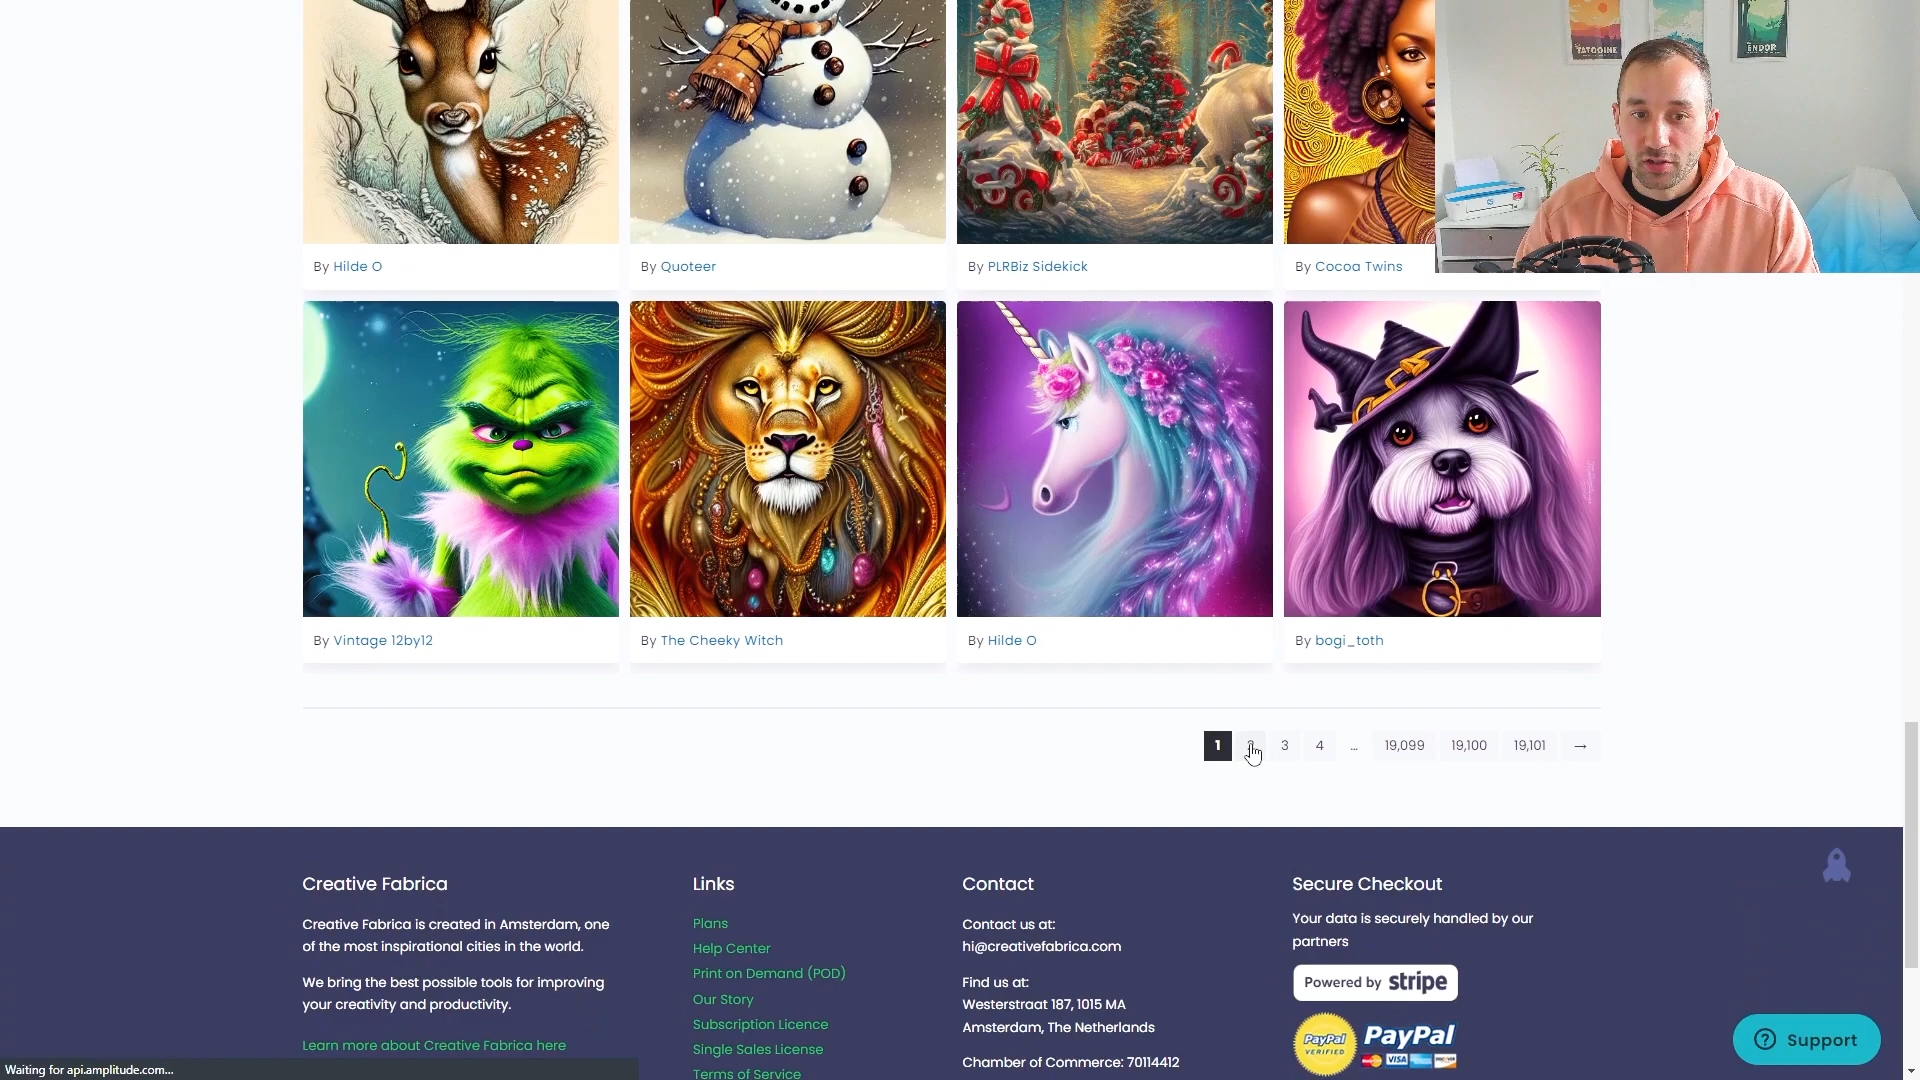 TATOOINE
ENDOR
By Hilde O
By Quoteer
By PLRBiz Sidekick
By Cocoa Twins
By Vintage 12by12
By The Cheeky Witch
By Hilde O
By bogi_toth
1 2 3 4 ... 19,099 19,100 19,101 →
Creative Fabrica
Creative Fabrica is created in Amsterdam, one
of the most inspirational cities in the world.
We bring the best possible tools for improving
your creativity and productivity.
Learn more about Creative Fabrica here
Links
Plans
Help Center
Print on Demand (POD)
Our Story
Subscription Licence
Single Sales License
Terms of Service
Contact
Contact us at:
hi@creativefabrica.com
Find us at:
Westerstraat 187, 1015 MA
Amsterdam, The Netherlands
Chamber of Commerce: 70114412
Secure Checkout
Your data is securely handled by our
partners
Powered by stripe
PayPal
VERIFIED
PayPal
VISA
Support
Waiting for api.amplitude.com...